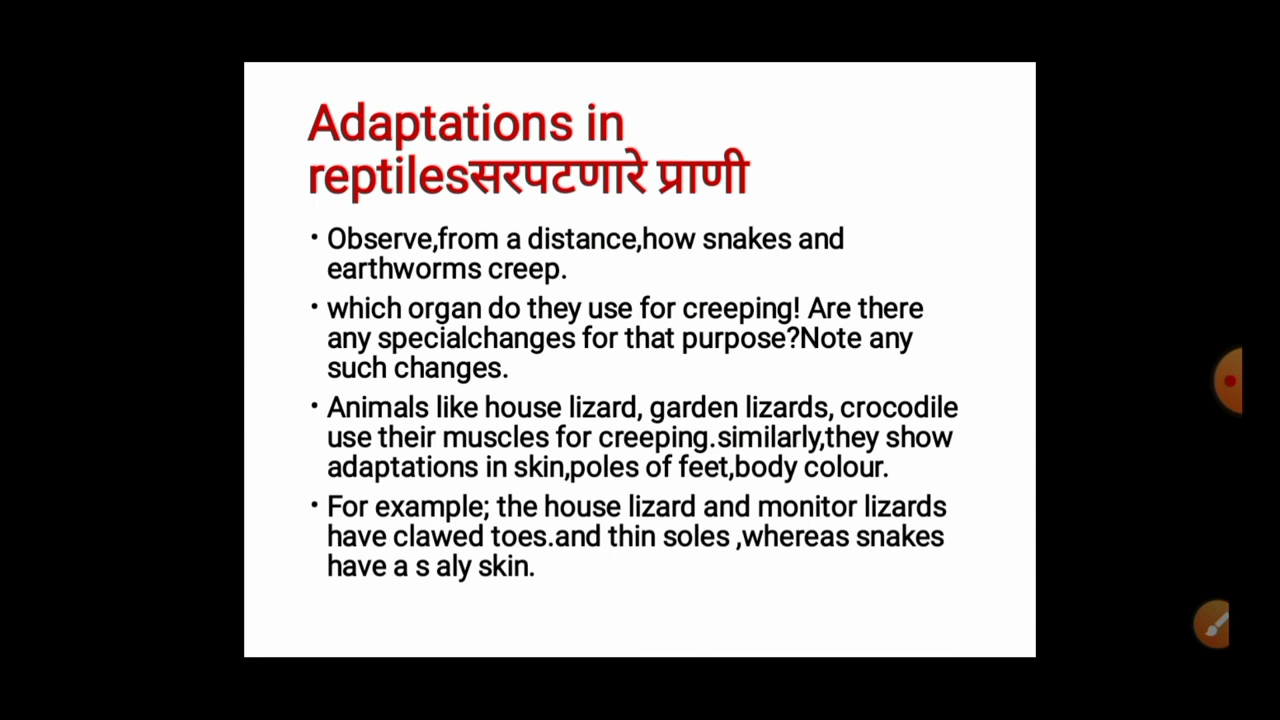 Adaptations in
reptilesसरपटणारे प्राणी
• Observe,from a distance,how snakes and
earthworms creep.
• which organ do they use for creeping! Are there
any specialchanges for that purpose?Note any
such changes.
• Animals like house lizard, garden lizards, crocodile
use their muscles for creeping.similarly,they show
adaptations in skin,poles of feet,body colour.
• For example; the house lizard and monitor lizards
have clawed toes.and thin soles ,whereas snakes
have a s aly skin.